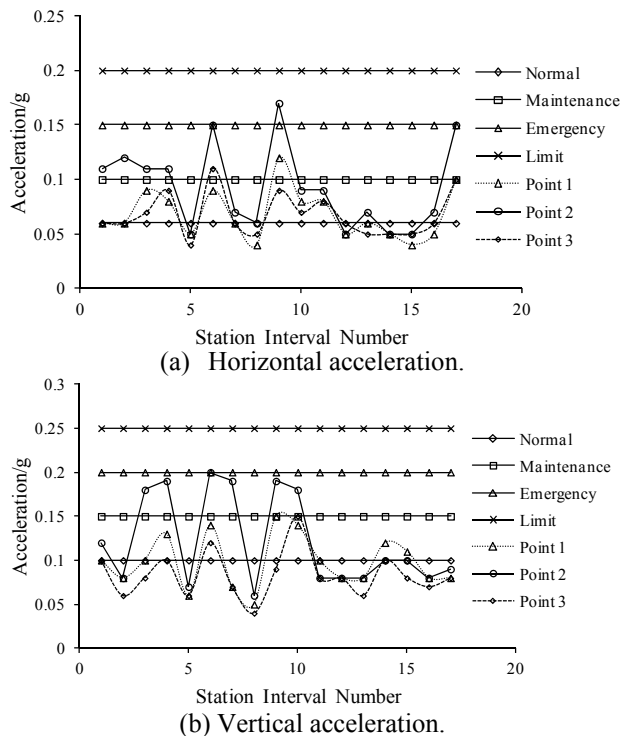 0.25
0.2
0.15
0.1
0.05
0
Acceleration/g
0
5
10
15
20
Station Interval Number
Normal
Maintenance
Emergency
Limit
Point 1
Point 2
Point 3
(a) Horizontal acceleration.
0.3
0.25
0.2
0.15
0.1
0.05
0
Acceleration/g
0
5
10
15
20
Station Interval Number
Normal
Maintenance
Emergency
Limit
Point 1
Point 2
Point 3
(b) Vertical acceleration.